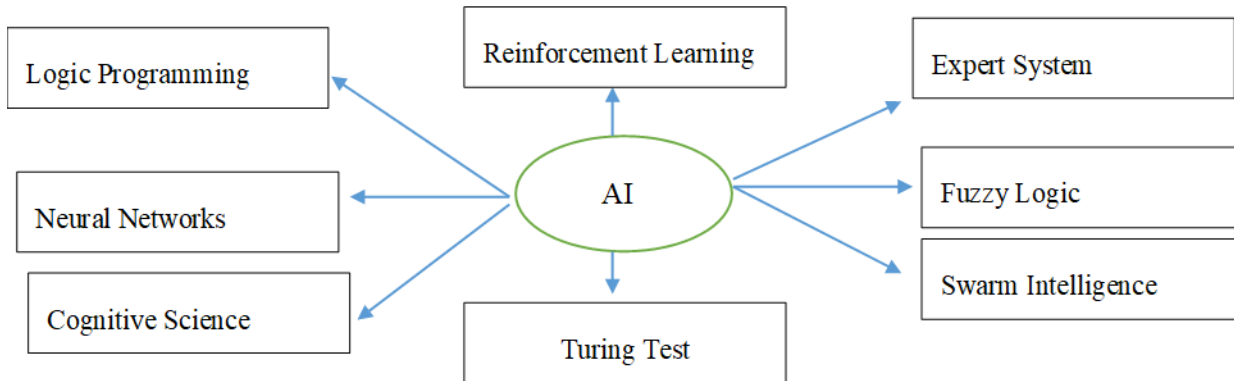 Reinforcement Learning
Logic Programming
Expert System
AI
Neural Networks
Fuzzy Logic
Cognitive Science
Swarm Intelligence
Turing Test